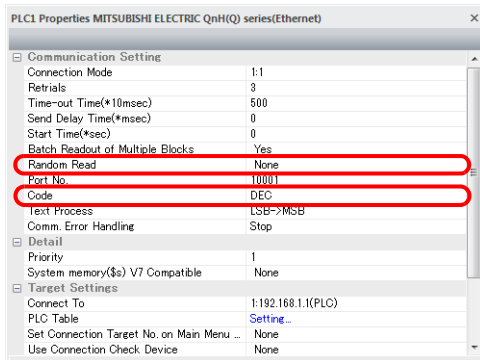 PLC1 Properties MITSUBISHI ELECTRIC QnH(Q) series(Ethernet)
Communication Setting
Connection Mode 1:1
Retrials 3
Time-out Time(*10msec) 500
Send Delay Time(*msec) 0
Start Time(*sec) 0
Batch Readout of Multiple Blocks Yes
Random Read None
Port No. 10001
Code DEC
Text Process LSB->MSB
Comm. Error Handling Stop
Detail
Priority 1
System memory($s) V7 Compatible None
Target Settings
Connect To 1:192.168.1.1(PLC)
PLC Table Setting...
Set Connection Target No. on Main Menu ... None
Use Connection Check Device None